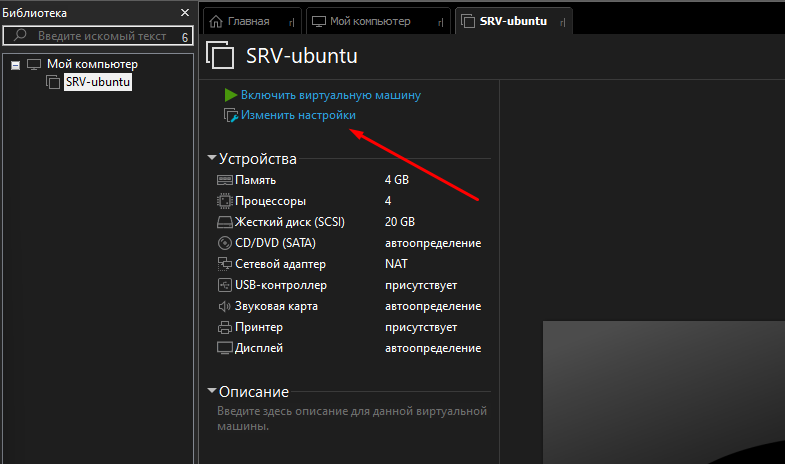 Библиотека
Введите искомый текст
Мой компьютер
SRV-ubuntu
Главная
Мой компьютер
SRV-ubuntu
SRV-ubuntu
Включить виртуальную машину
Изменить настройки
Устройства
Память 4 GB
Процессоры 4
Жесткий диск (SCSI) 20 GB
CD/DVD (SATA) автоопределение
Сетевой адаптер NAT
USB-контроллер присутствует
Звуковая карта автоопределение
Принтер присутствует
Дисплей автоопределение
Описание
Введите здесь описание для данной виртуальной
машины.